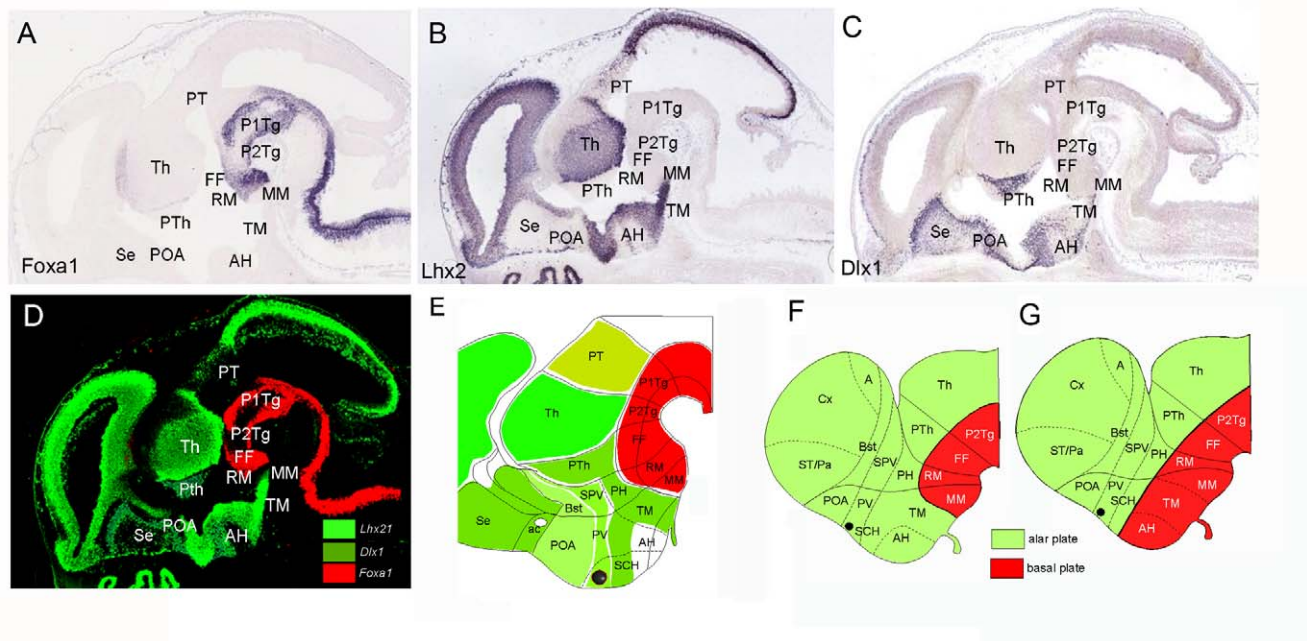 A
PT
P1Tg
Th
P2Tg
FF
RM
MM
PTh
TM
Se
POA
AH
Foxa1
B
PT
P1Tg
Th
P2Tg
FF
MM
RM
PTh
TM
Se
POA
AH
Lhx2
C
PT
P1Tg
Th
P2Tg
FF
RM
MM
PTh
TM
Se
POA
AH
Dlx1
D
PT
P1Tg
Th
P2Tg
FF
RM
MM
Pth
TM
POA
Se
AH
Lhx21
Dlx1
Foxa1
E
PT
P1Tg
Th
P2Tg
FF
PTh
RM
MM
SPV
PH
Bst
TM
Se
ac
PV
AH
POA
SCH
F
A
Th
Cx
PTh
P2Tg
Bst
FF
ST/Pa
SPV
PH
RM
MM
POA
PV
TM
SCH
AH
alar plate
basal plate
G
A
Th
Cx
PTh
P2Tg
Bst
FF
ST/Pa
SPV
PH
RM
MM
POA
PV
TM
SCH
AH